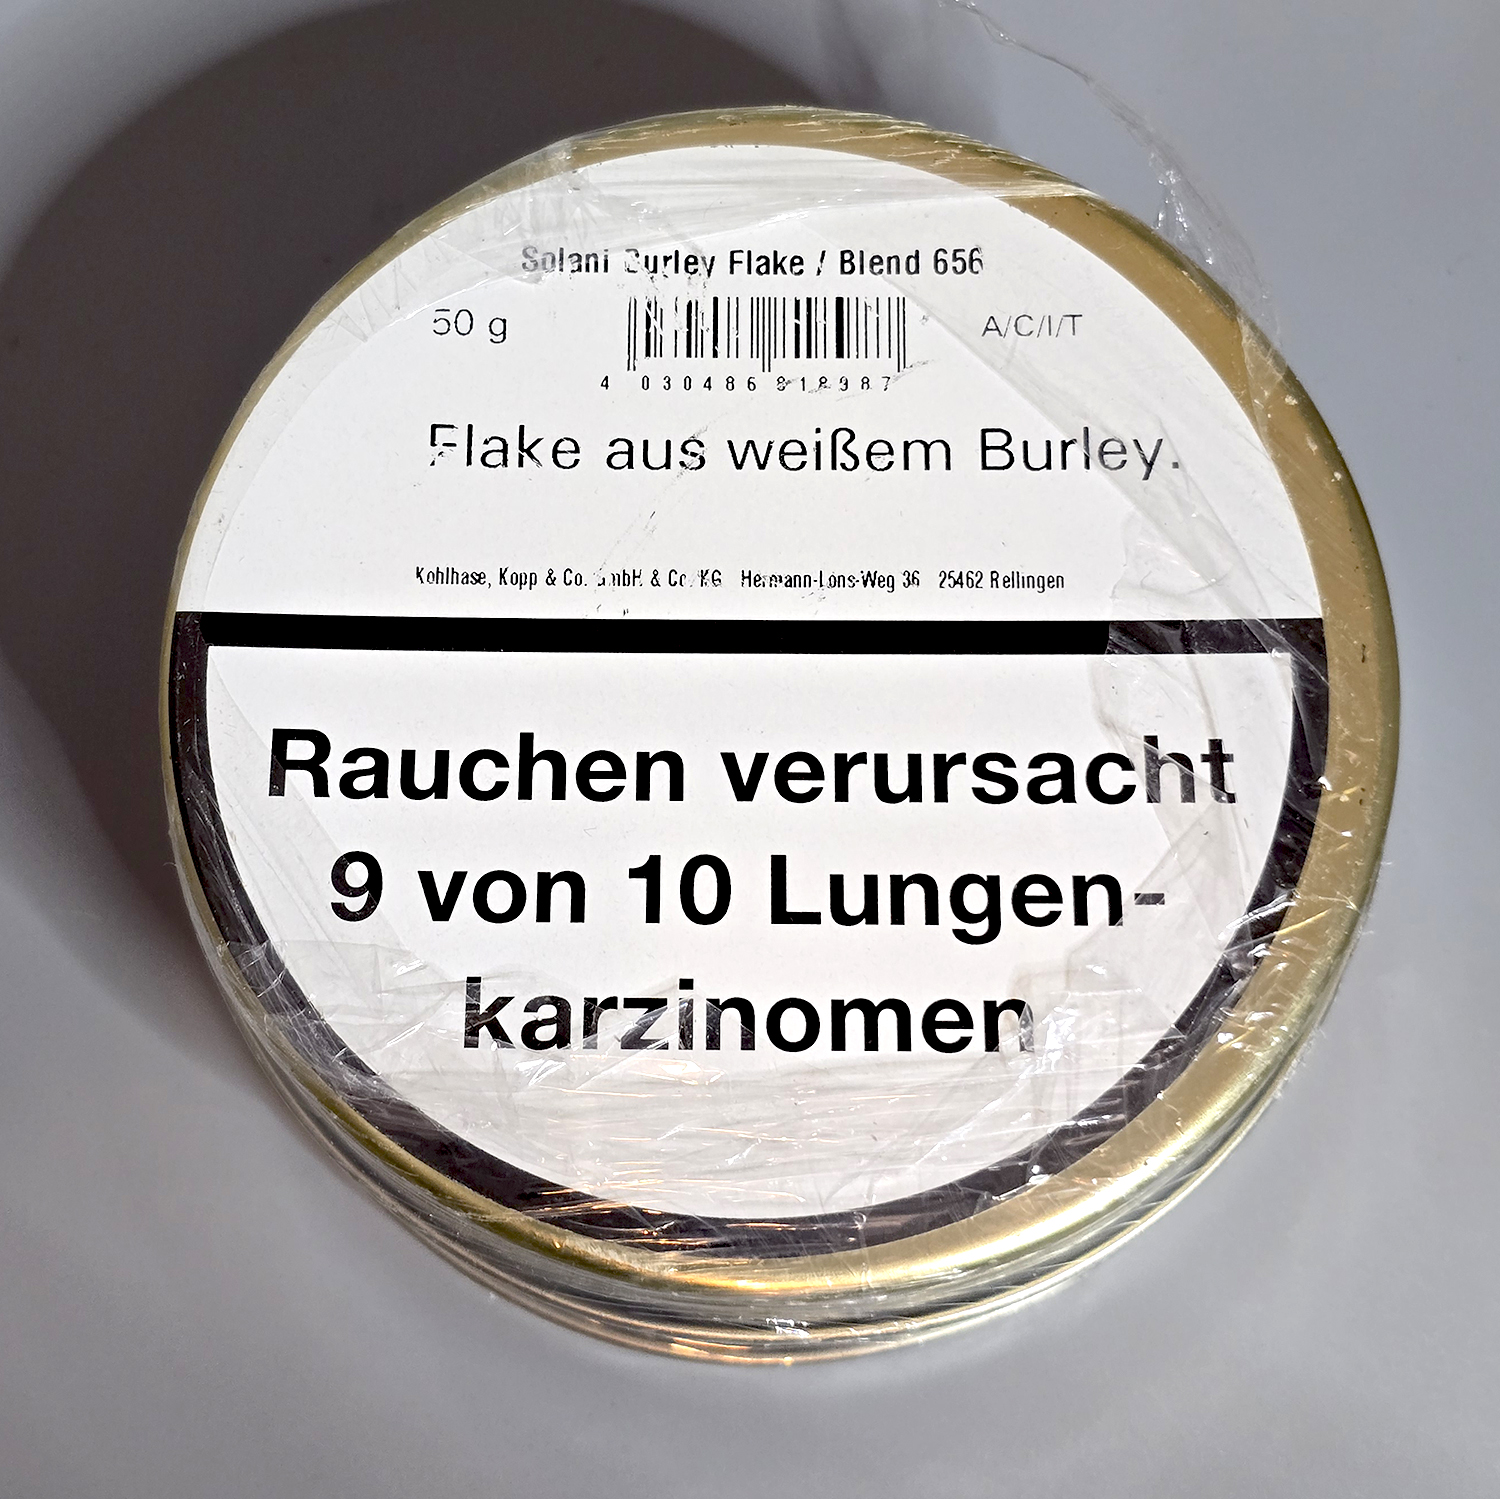 Solani Burley Flake / Blend 656
50 g
A/C/I/T
4 030486 818987
Flake aus weißem Burley.
Kohlhase, Kopp & Co. GmbH & Co. KG Hermann-Löns-Weg 36 25462 Rellingen
Rauchen verursacht
9 von 10 Lungen-
karzinomen